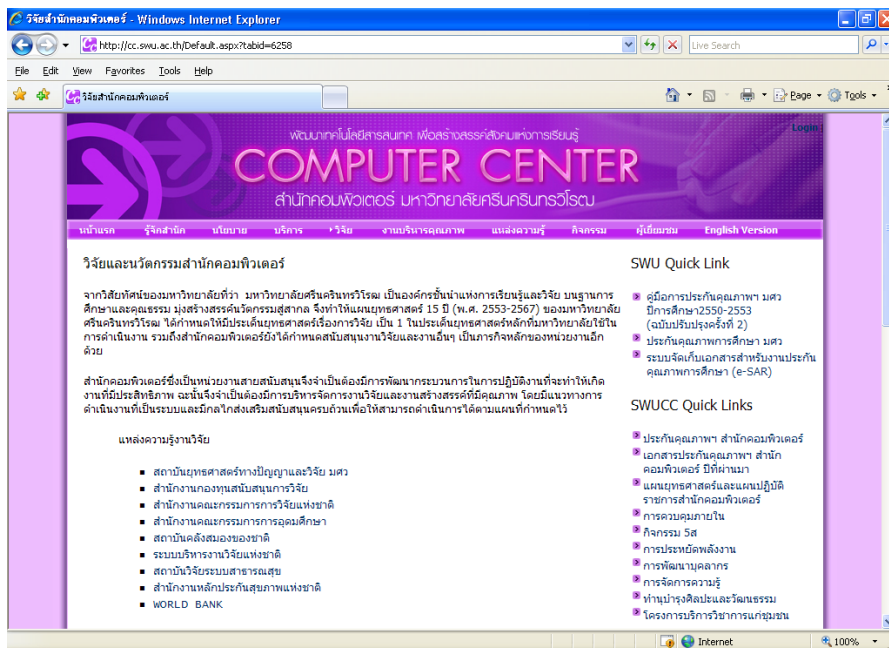 วิจัยสำนักคอมพิวเตอร์ - Windows Internet Explorer
http://cc.swu.ac.th/Default.aspx?tabid=6258
Live Search
File Edit View Favorites Tools Help
วิจัยสำนักคอมพิวเตอร์
Page Tools
พัฒนาเทคโนโลยีสารสนเทศ เพื่อสร้างสรรค์สังคมแห่งการเรียนรู้
Login
COMPUTER CENTER
สำนักคอมพิวเตอร์ มหาวิทยาลัยศรีนครินทรวิโรฒ
หน้าแรก รู้จักสำนัก นโยบาย บริการ วิจัย งานบริหารคุณภาพ แหล่งความรู้ กิจกรรม ผู้เยี่ยมชม English Version
วิจัยและนวัตกรรมสำนักคอมพิวเตอร์
จากวิสัยทัศน์ของมหาวิทยาลัยที่ว่า มหาวิทยาลัยศรีนครินทรวิโรฒ เป็นองค์กรชั้นนำแห่งการเรียนรู้และวิจัย บนฐานการ
ศึกษาและคุณธรรม มุ่งสร้างสรรค์นวัตกรรมสู่สากล จึงทำให้แผนยุทธศาสตร์ 15 ปี (พ.ศ. 2553-2567) ของมหาวิทยาลัย
ศรีนครินทรวิโรฒ ได้กำหนดให้มีประเด็นยุทธศาสตร์เรื่องการวิจัย เป็น 1 ในประเด็นยุทธศาสตร์หลักที่มหาวิทยาลัยใช้ใน
การดำเนินงาน รวมถึงสำนักคอมพิวเตอร์ยังได้กำหนดสนับสนุนงานวิจัยและงานอื่นๆ เป็นภารกิจหลักของหน่วยงานอีก
ด้วย
สำนักคอมพิวเตอร์ซึ่งเป็นหน่วยงานสายสนับสนุนจึงจำเป็นต้องมีการพัฒนากระบวนการในการปฏิบัติงานที่จะทำให้เกิด
งานที่มีประสิทธิภาพ ฉะนั้นจึงจำเป็นต้องมีการบริหารจัดการงานวิจัยและงานสร้างสรรค์ที่มีคุณภาพ โดยมีแนวทางการ
ดำเนินงานที่เป็นระบบและมีกลไกส่งเสริมสนับสนุนครบถ้วนเพื่อให้สามารถดำเนินการได้ตามแผนที่กำหนดไว้
แหล่งความรู้งานวิจัย
สถาบันยุทธศาสตร์ทางปัญญาและวิจัย มศว
สำนักงานกองทุนสนับสนุนการวิจัย
สำนักงานคณะกรรมการการวิจัยแห่งชาติ
สำนักงานคณะกรรมการการอุดมศึกษา
สถาบันคลังสมองของชาติ
ระบบบริหารงานวิจัยแห่งชาติ
สถาบันวิจัยระบบสาธารณสุข
สำนักงานหลักประกันสุขภาพแห่งชาติ
WORLD BANK
SWU Quick Link
คู่มือการประกันคุณภาพฯ มศว
ปีการศึกษา2550-2553
(ฉบับปรับปรุงครั้งที่ 2)
ประกันคุณภาพการศึกษา มศว
ระบบจัดเก็บเอกสารสำหรับงานประกัน
คุณภาพการศึกษา (e-SAR)
SWUCC Quick Links
ประกันคุณภาพฯ สำนักคอมพิวเตอร์
เอกสารประกันคุณภาพฯ สำนัก
คอมพิวเตอร์ ปีที่ผ่านมา
แผนยุทธศาสตร์และแผนปฏิบัติ
ราชการสำนักคอมพิวเตอร์
การควบคุมภายใน
กิจกรรม 5ส
การประหยัดพลังงาน
การพัฒนาบุคลากร
การจัดการความรู้
ทำนุบำรุงศิลปะและวัฒนธรรม
โครงการบริการวิชาการแก่ชุมชน
Internet 100%